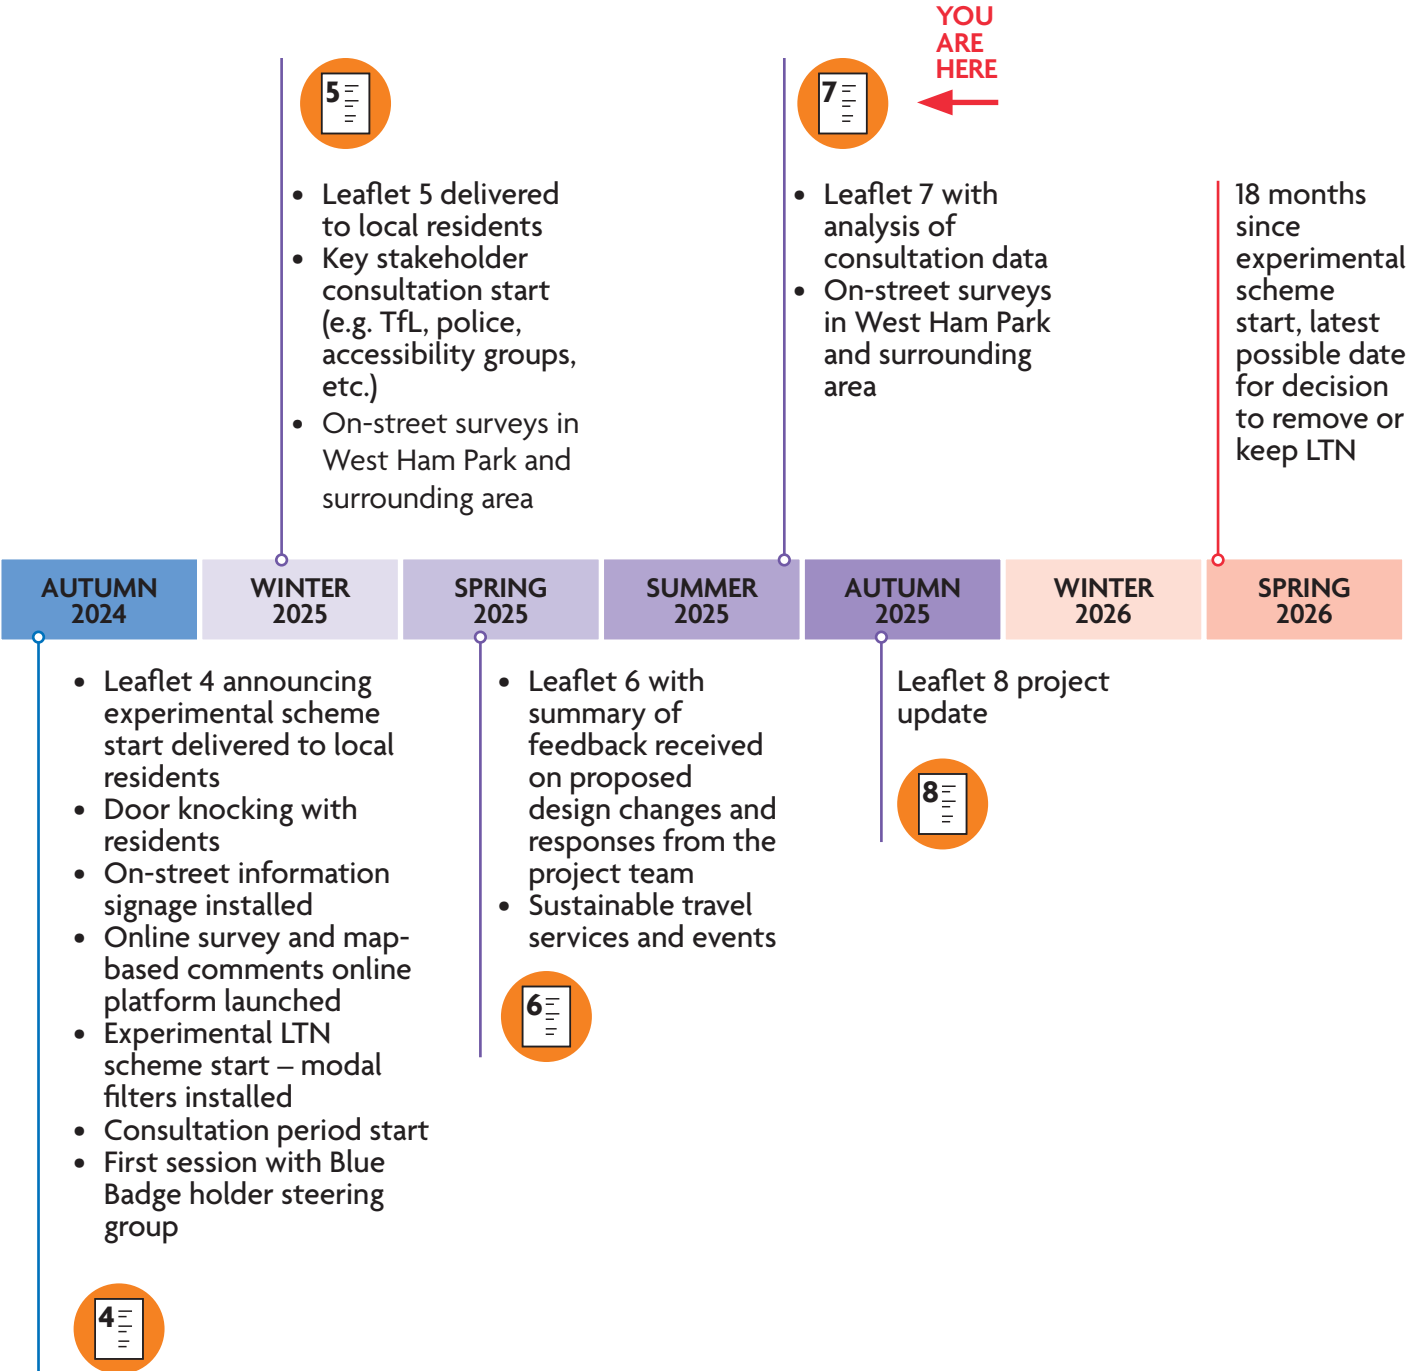 YOU
ARE
HERE
5
• Leaflet 5 delivered
to local residents
• Key stakeholder
consultation start
(e.g. TfL, police,
accessibility groups,
etc.)
• On-street surveys in
West Ham Park and
surrounding area
7
• Leaflet 7 with
analysis of
consultation data
• On-street surveys
in West Ham Park
and surrounding
area
18 months
since
experimental
scheme
start, latest
possible date
for decision
to remove or
keep LTN
AUTUMN
2024
WINTER
2025
SPRING
2025
SUMMER
2025
AUTUMN
2025
WINTER
2026
SPRING
2026
• Leaflet 4 announcing
experimental scheme
start delivered to local
residents
• Door knocking with
residents
• On-street information
signage installed
• Online survey and map-
based comments online
platform launched
• Experimental LTN
scheme start – modal
filters installed
• Consultation period start
• First session with Blue
Badge holder steering
group
4
• Leaflet 6 with
summary of
feedback received
on proposed
design changes and
responses from the
project team
• Sustainable travel
services and events
6
Leaflet 8 project
update
8